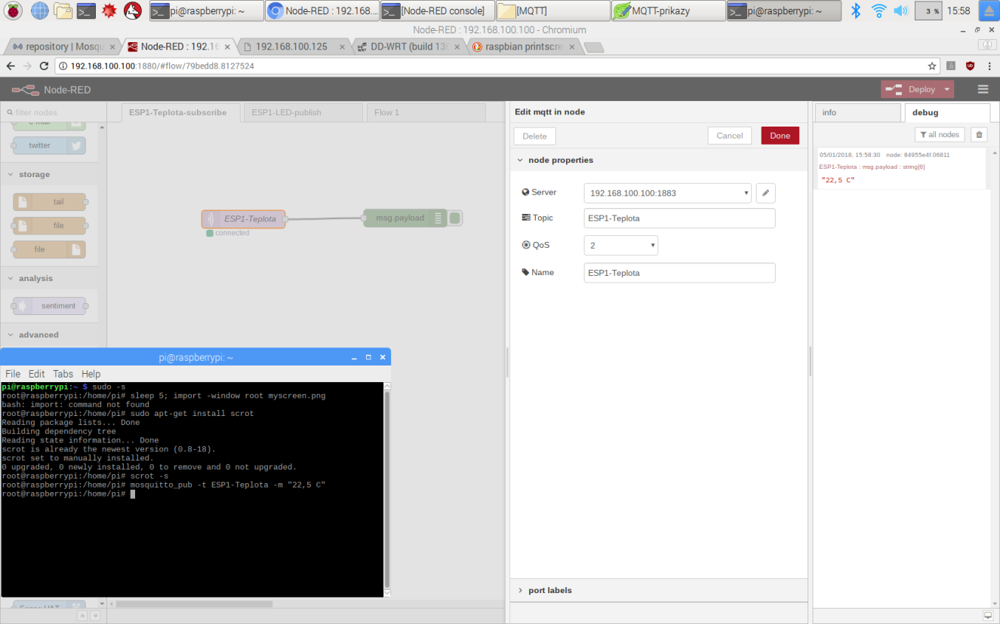 pi@raspberrypi: ~
Node-RED : 192.168....
[Node-RED console]
[MQTT]
MQTT-prikazy
pi@raspberrypi: ~
3 %
15:58
Node-RED : 192.168.100.100 - Chromium
repository | Mosqu
Node-RED : 192.16
192.168.100.125
DD-WRT (build 130
raspbian printscre
192.168.100.100:1880/#flow/79bedd8.8127524
Node-RED
Deploy
filter nodes
ESP1-Teplota-subscribe
ESP1-LED-publish
Flow 1
twitter
storage
tail
file
file
analysis
sentiment
advanced
ESP1-Teplota
connected
msg.payload
Edit mqtt in node
Delete
Cancel
Done
node properties
Server
192.168.100.100:1883
Topic
ESP1-Teplota
QoS
2
Name
ESP1-Teplota
port labels
info
debug
all nodes
05/01/2018, 15:58:30 node: 84955e4f.06811
ESP1-Teplota : msg.payload : string[6]
"22,5 C"
pi@raspberrypi: ~
File Edit Tabs Help
pi@raspberrypi:~ $ sudo -s
root@raspberrypi:/home/pi# sleep 5; import -window root myscreen.png
bash: import: command not found
root@raspberrypi:/home/pi# sudo apt-get install scrot
Reading package lists... Done
Building dependency tree
Reading state information... Done
scrot is already the newest version (0.8-18).
scrot set to manually installed.
0 upgraded, 0 newly installed, 0 to remove and 0 not upgraded.
root@raspberrypi:/home/pi# scrot -s
root@raspberrypi:/home/pi# mosquitto_pub -t ESP1-Teplota -m "22,5 C"
root@raspberrypi:/home/pi#